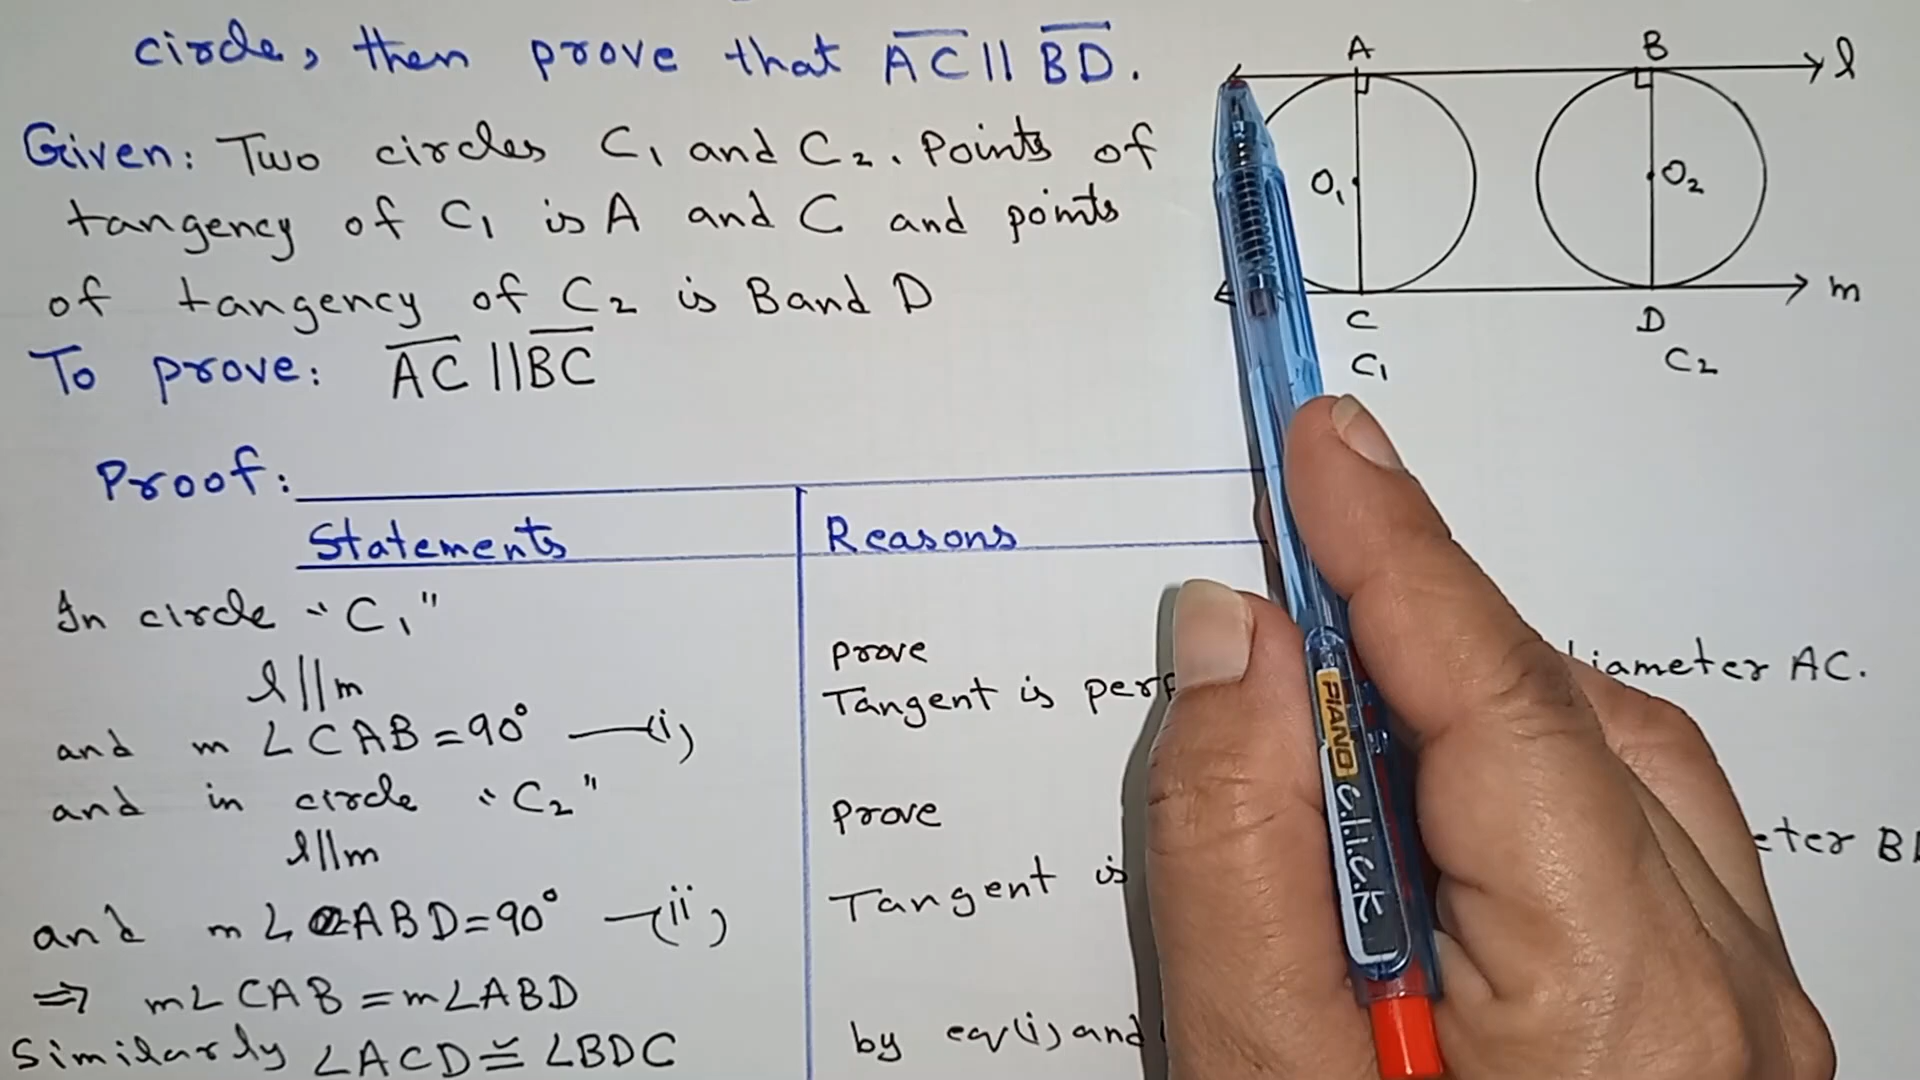 circle, then prove that AC || BD.
Given: Two circles C₁ and C₂. Points of
tangency of C₁ is A and C and points
of tangency of C₂ is B and D
To prove: AC || BC
Proof:
Statements
Reasons
In circle "C₁"
l||m
prove
and m∠CAB=90° —(i)
Tangent is diameter AC.
and in circle "C₂"
prove
l||m
and m∠ABD=90° —(ii)
Tangent is
⇒ m∠CAB=m∠ABD
by eq(i) and
Similarly ∠ACD≅∠BDC
A
B
l
O₁
O₂
m
C
D
C₁
C₂
PIANO
c.l.i.c.k